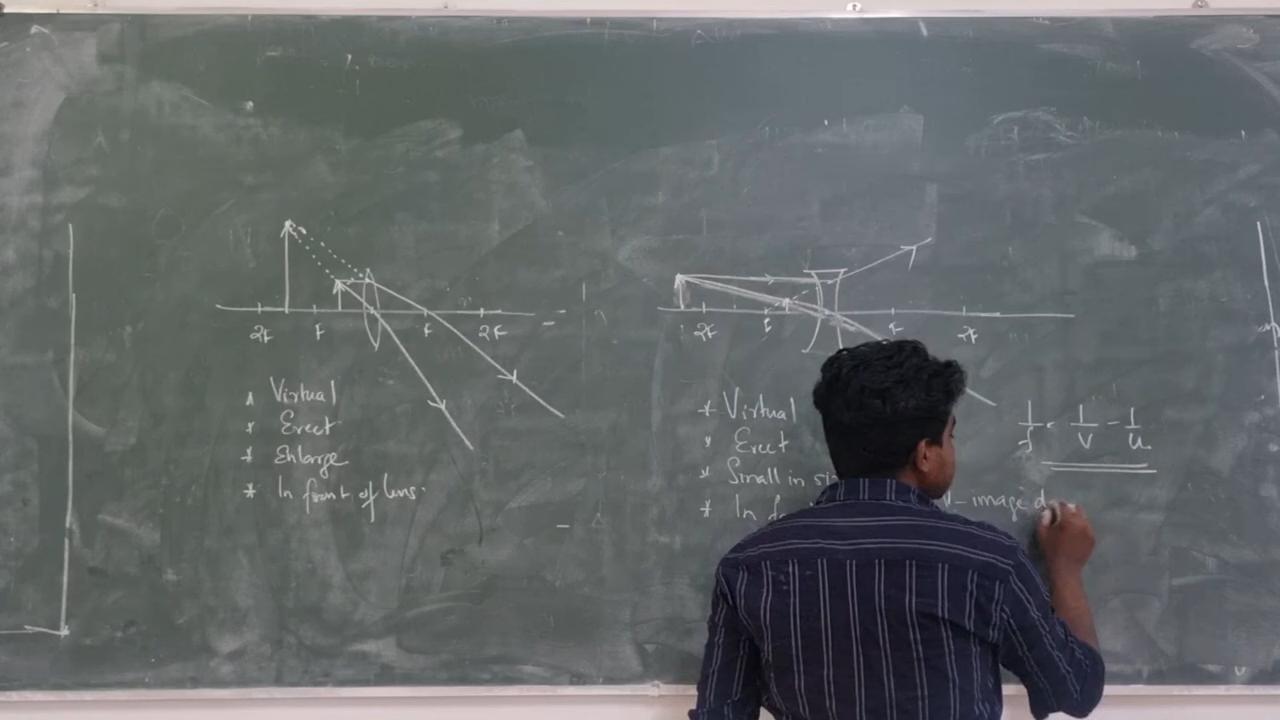 2F F F 2F
* Virtual
* Erect
* Enlarge
* In front of lens.
2F F F 2F
* Virtual
* Erect
* Small in si
* In
1/f = 1/v - 1/u
V - image d